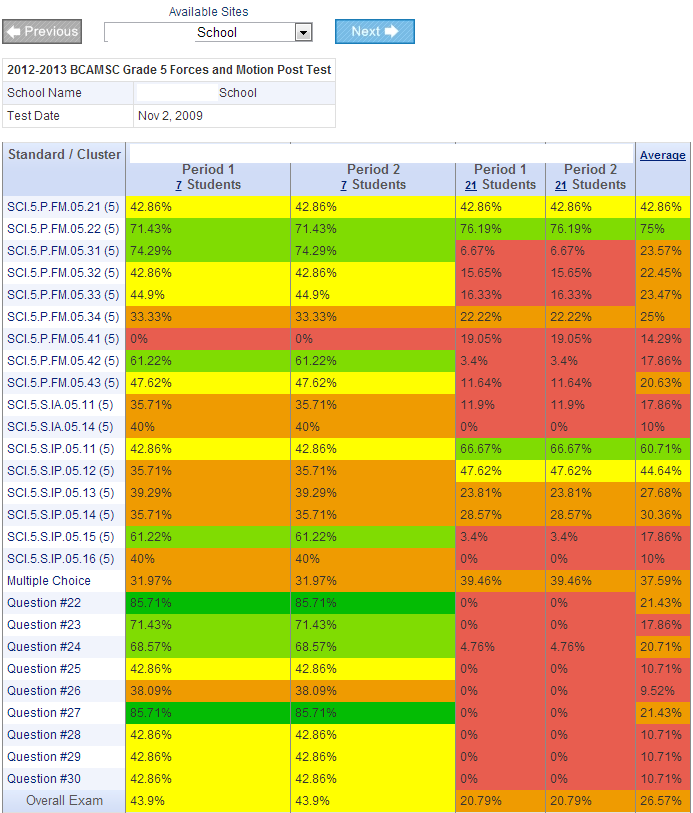 Available Sites
Previous School Next
2012-2013 BCAMSC Grade 5 Forces and Motion Post Test
School Name School
Test Date Nov 2, 2009
Standard / Cluster Average
Period 1 Period 2 Period 1 Period 2
7 Students 7 Students 21 Students 21 Students
SCI.5.P.FM.05.21 (5) 42.86% 42.86% 42.86% 42.86% 42.86%
SCI.5.P.FM.05.22 (5) 71.43% 71.43% 76.19% 76.19% 75%
SCI.5.P.FM.05.31 (5) 74.29% 74.29% 6.67% 6.67% 23.57%
SCI.5.P.FM.05.32 (5) 42.86% 42.86% 15.65% 15.65% 22.45%
SCI.5.P.FM.05.33 (5) 44.9% 44.9% 16.33% 16.33% 23.47%
SCI.5.P.FM.05.34 (5) 33.33% 33.33% 22.22% 22.22% 25%
SCI.5.P.FM.05.41 (5) 0% 0% 19.05% 19.05% 14.29%
SCI.5.P.FM.05.42 (5) 61.22% 61.22% 3.4% 3.4% 17.86%
SCI.5.P.FM.05.43 (5) 47.62% 47.62% 11.64% 11.64% 20.63%
SCI.5.S.IA.05.11 (5) 35.71% 35.71% 11.9% 11.9% 17.86%
SCI.5.S.IA.05.14 (5) 40% 40% 0% 0% 10%
SCI.5.S.IP.05.11 (5) 42.86% 42.86% 66.67% 66.67% 60.71%
SCI.5.S.IP.05.12 (5) 35.71% 35.71% 47.62% 47.62% 44.64%
SCI.5.S.IP.05.13 (5) 39.29% 39.29% 23.81% 23.81% 27.68%
SCI.5.S.IP.05.14 (5) 35.71% 35.71% 28.57% 28.57% 30.36%
SCI.5.S.IP.05.15 (5) 61.22% 61.22% 3.4% 3.4% 17.86%
SCI.5.S.IP.05.16 (5) 40% 40% 0% 0% 10%
Multiple Choice 31.97% 31.97% 39.46% 39.46% 37.59%
Question #22 85.71% 85.71% 0% 0% 21.43%
Question #23 71.43% 71.43% 0% 0% 17.86%
Question #24 68.57% 68.57% 4.76% 4.76% 20.71%
Question #25 42.86% 42.86% 0% 0% 10.71%
Question #26 38.09% 38.09% 0% 0% 9.52%
Question #27 85.71% 85.71% 0% 0% 21.43%
Question #28 42.86% 42.86% 0% 0% 10.71%
Question #29 42.86% 42.86% 0% 0% 10.71%
Question #30 42.86% 42.86% 0% 0% 10.71%
Overall Exam 43.9% 43.9% 20.79% 20.79% 26.57%